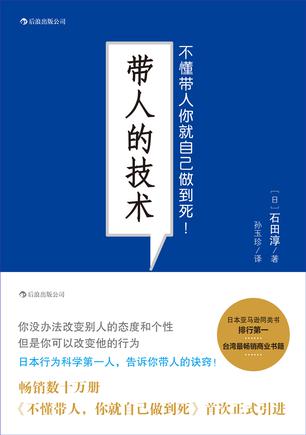 后浪出版公司
不懂带人你就自己做到死！
带人的技术
［日］石田淳 著
孙玉珍 译
后浪出版公司
你没办法改变别人的态度和个性
但是你可以改变他的行为
日本行为科学第一人，告诉你带人的诀窍！
日本亚马逊同类书
排行第一
台湾最畅销商业书籍
畅销数十万册
《不懂带人，你就自己做到死》首次正式引进